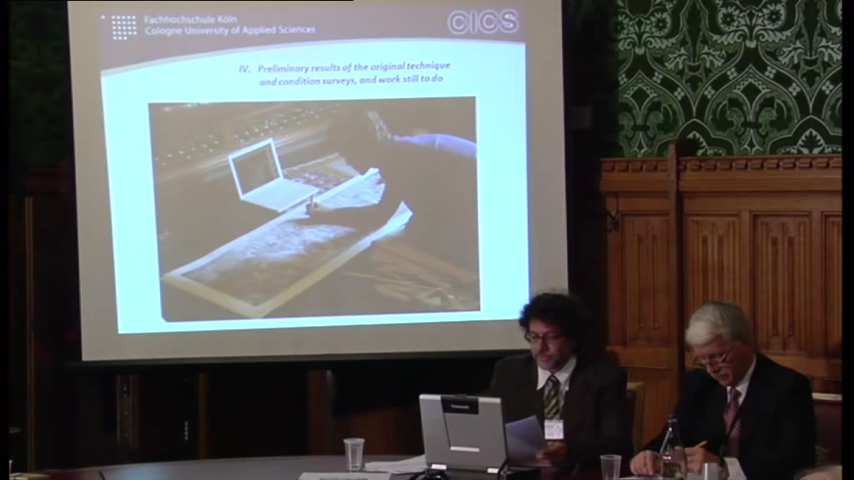 Fachhochschule Köln
Cologne University of Applied Sciences
CICS
IV. Preliminary results of the original technique
and condition surveys, and work still to do